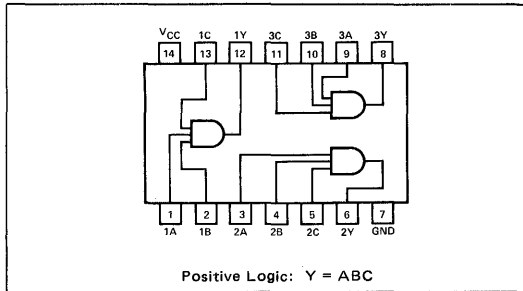 VCC 1C 1Y 3C 3B 3A 3Y
14 13 12 11 10 9 8
1 2 3 4 5 6 7
1A 1B 2A 2B 2C 2Y GND
Positive Logic: Y = ABC